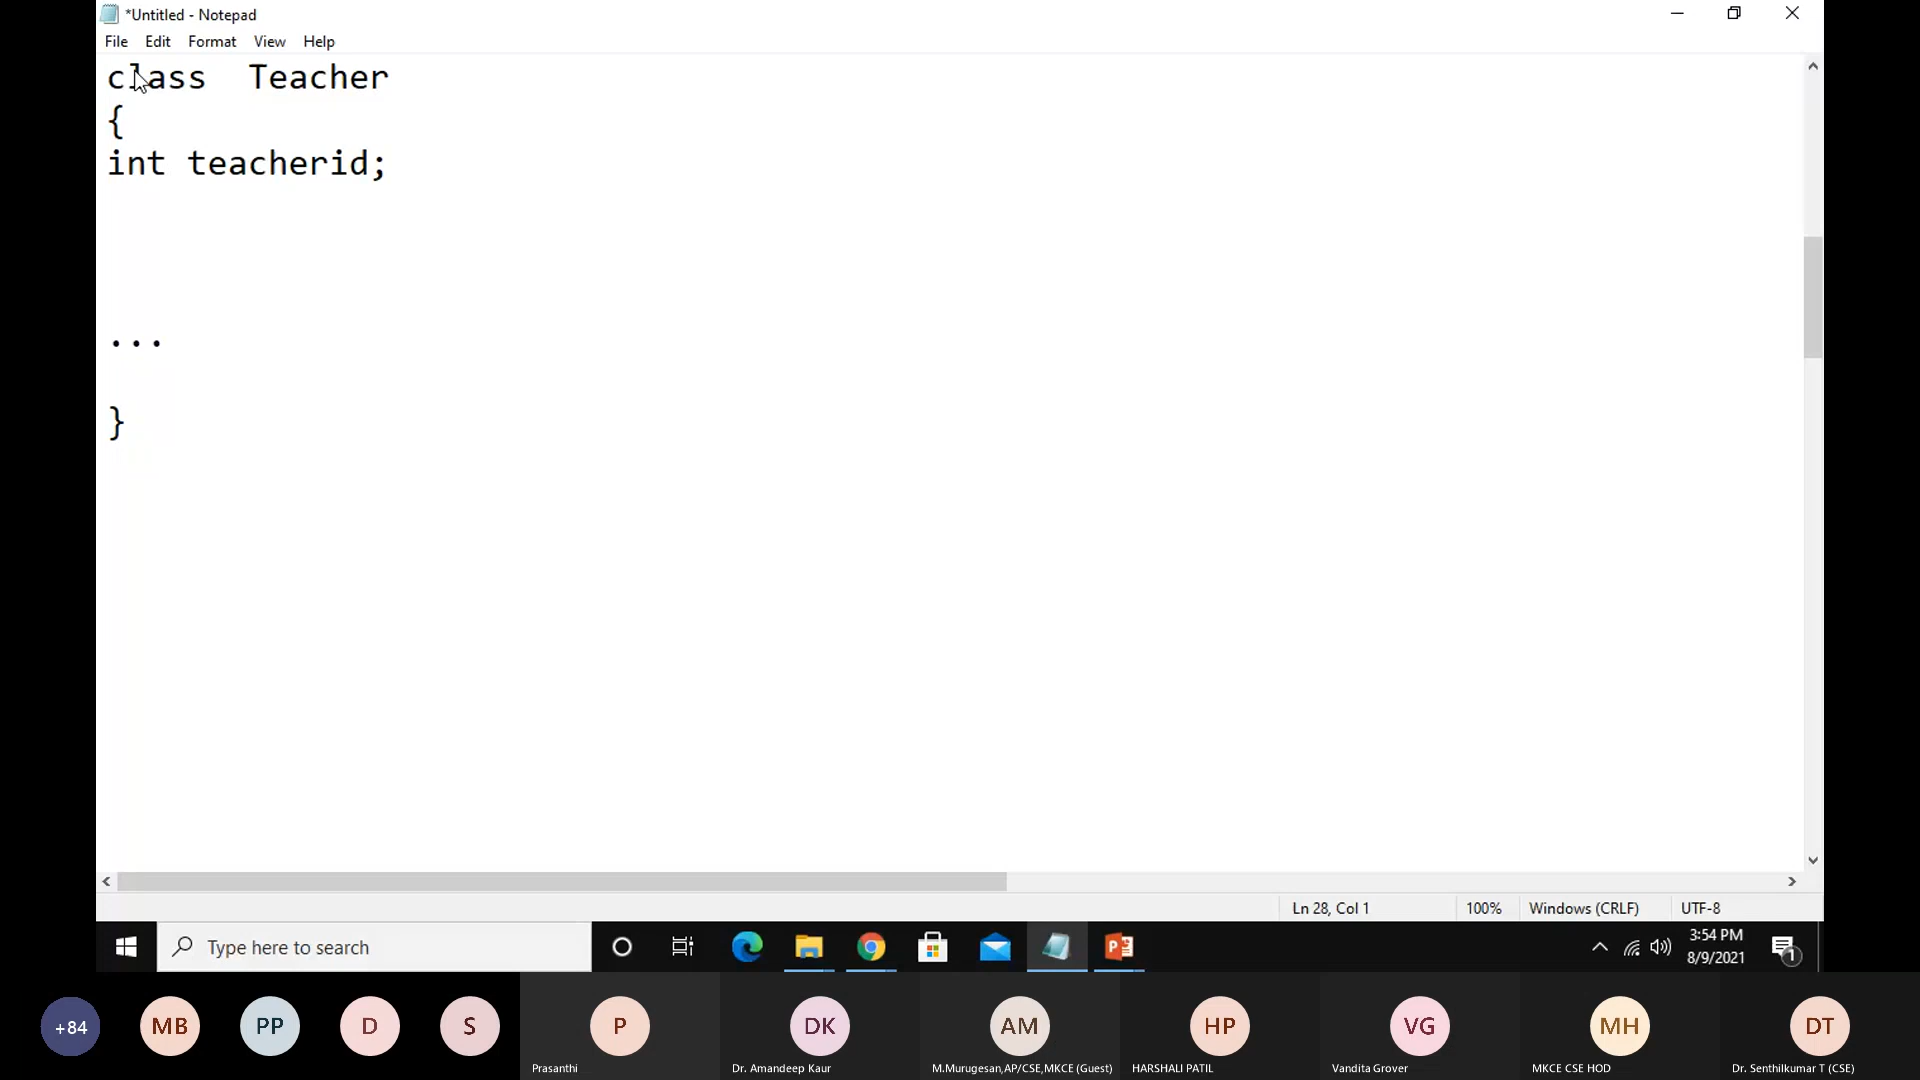 *Untitled - Notepad
File Edit Format View Help
class  Teacher
{
int teacherid;
...
}
Ln 28, Col 1 100% Windows (CRLF) UTF-8
Type here to search
3:54 PM
8/9/2021
1
+84 MB PP D S P DK AM HP VG MH DT
Prasanthi Dr. Amandeep Kaur M.Murugesan,AP/CSE,MKCE (Guest) HARSHALI PATIL Vandita Grover MKCE CSE HOD Dr. Senthilkumar T (CSE)